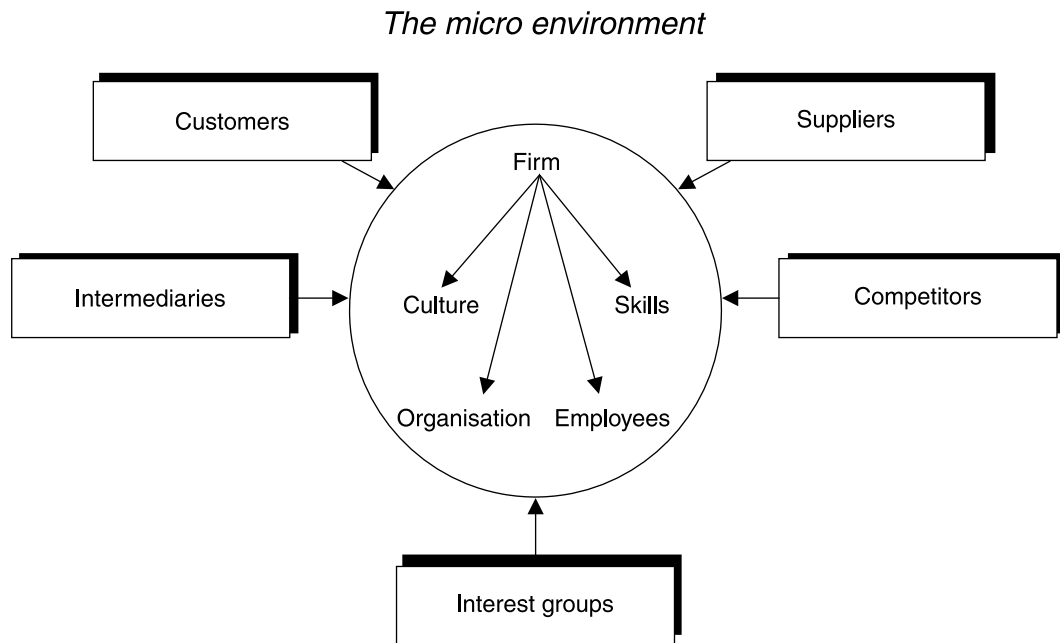 The micro environment
Customers
Suppliers
Firm
Intermediaries
Culture
Skills
Competitors
Organisation
Employees
Interest groups